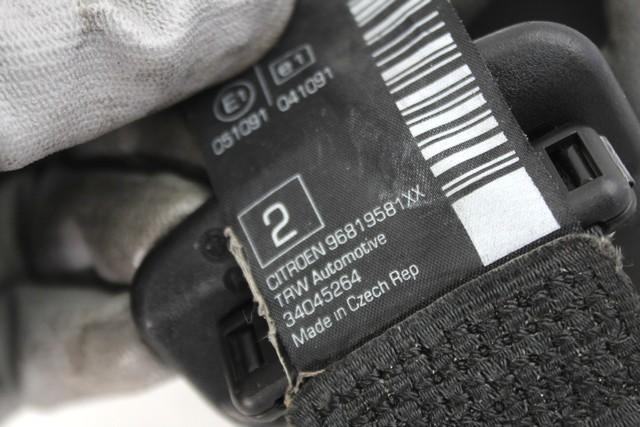 E1 e1
051091 041091
2
CITROEN 96819581XX
TRW Automotive
34045264
Made in Czech Rep